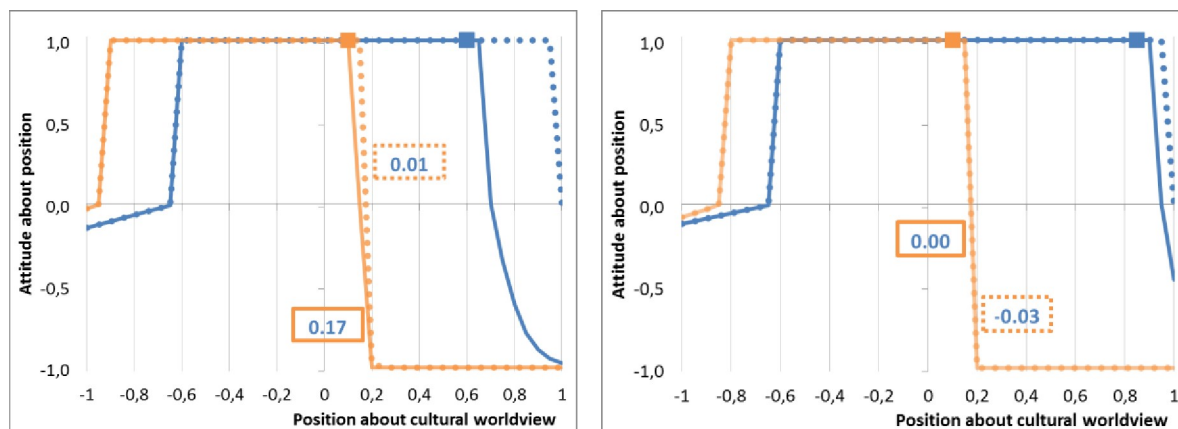 1,0
0,5
0,0
-0,5
-1,0
Attitude about position
0.01
0.17
-1 -0,8 -0,6 -0,4 -0,2 0 0,2 0,4 0,6 0,8 1
Position about cultural worldview
1,0
0,5
0,0
-0,5
-1,0
Attitude about position
0.00
-0.03
-1 -0,8 -0,6 -0,4 -0,2 0 0,2 0,4 0,6 0,8 1
Position about cultural worldview